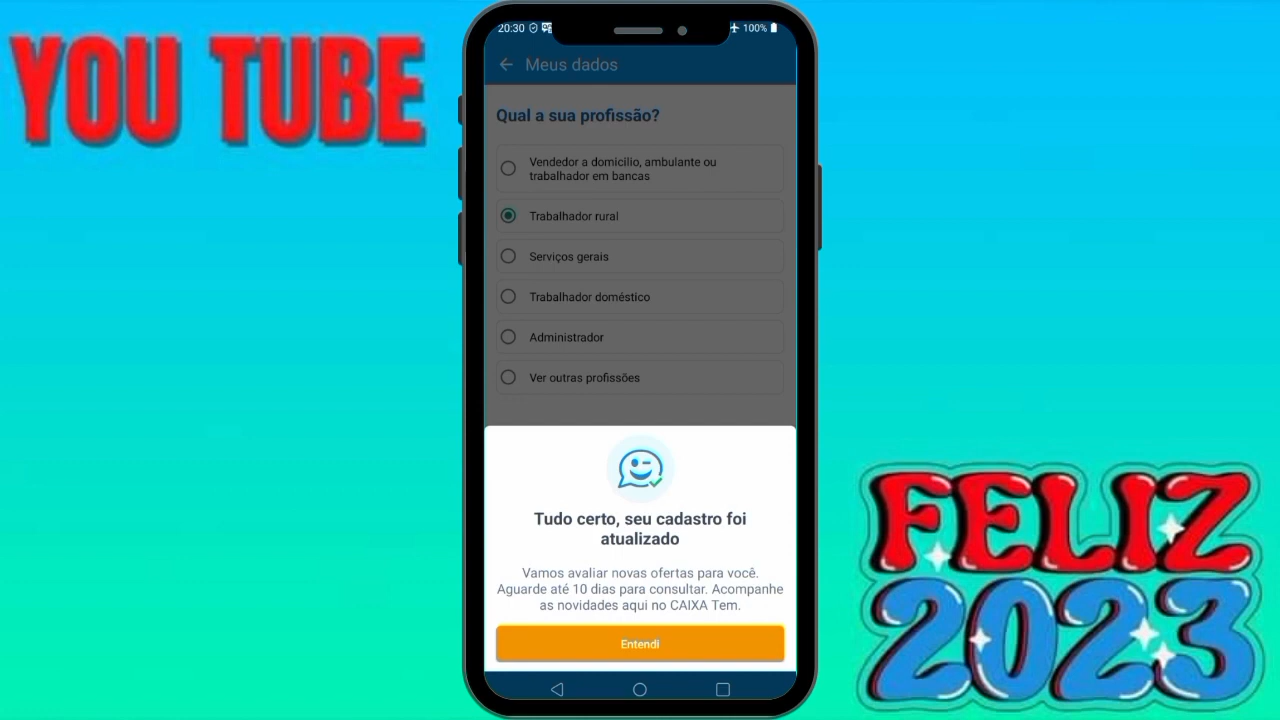 YOU TUBE
20:30
100%
Meus dados
Qual a sua profissão?
Vendedor a domicilio, ambulante ou
trabalhador em bancas
Trabalhador rural
Serviços gerais
Trabalhador doméstico
Administrador
Ver outras profissões
Tudo certo, seu cadastro foi
atualizado
Vamos avaliar novas ofertas para você.
Aguarde até 10 dias para consultar. Acompanhe
as novidades aqui no CAIXA Tem.
Entendi
FELIZ
2023